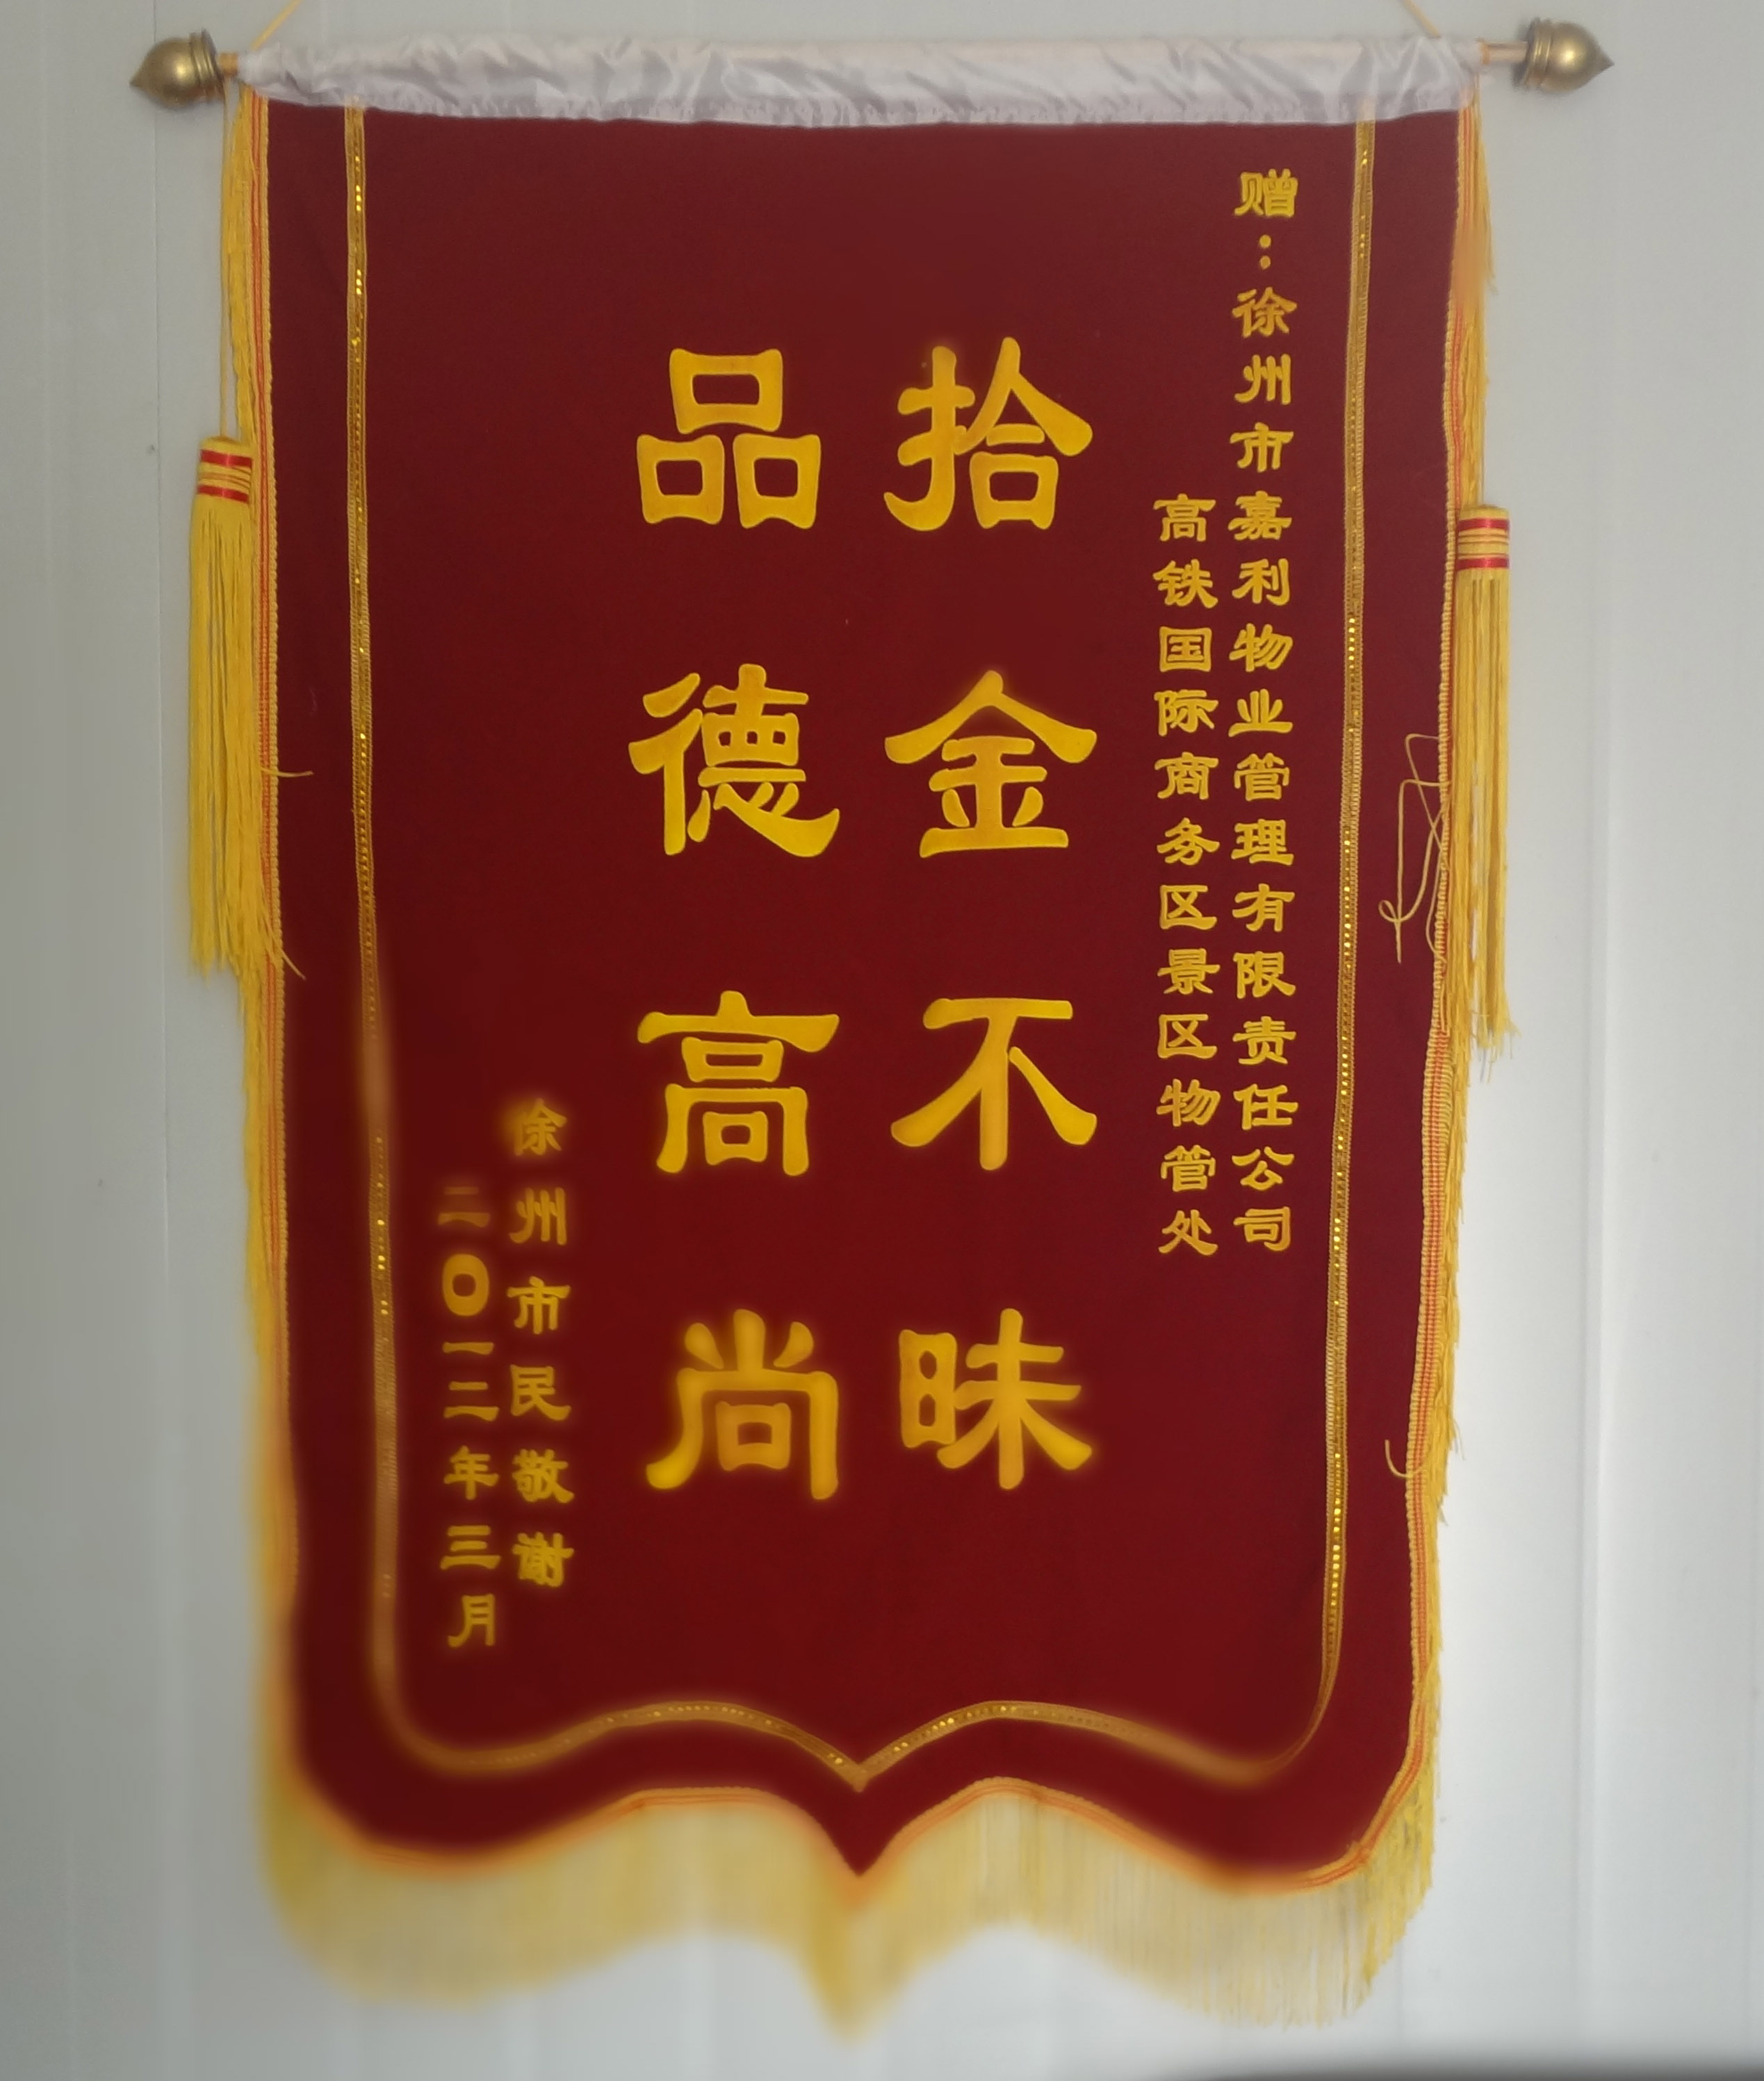 赠：徐州市嘉利物业管理有限责任公司
高铁国际商务区景区物管处
拾金不昧
品德高尚
徐州市民敬谢
二〇一二年三月